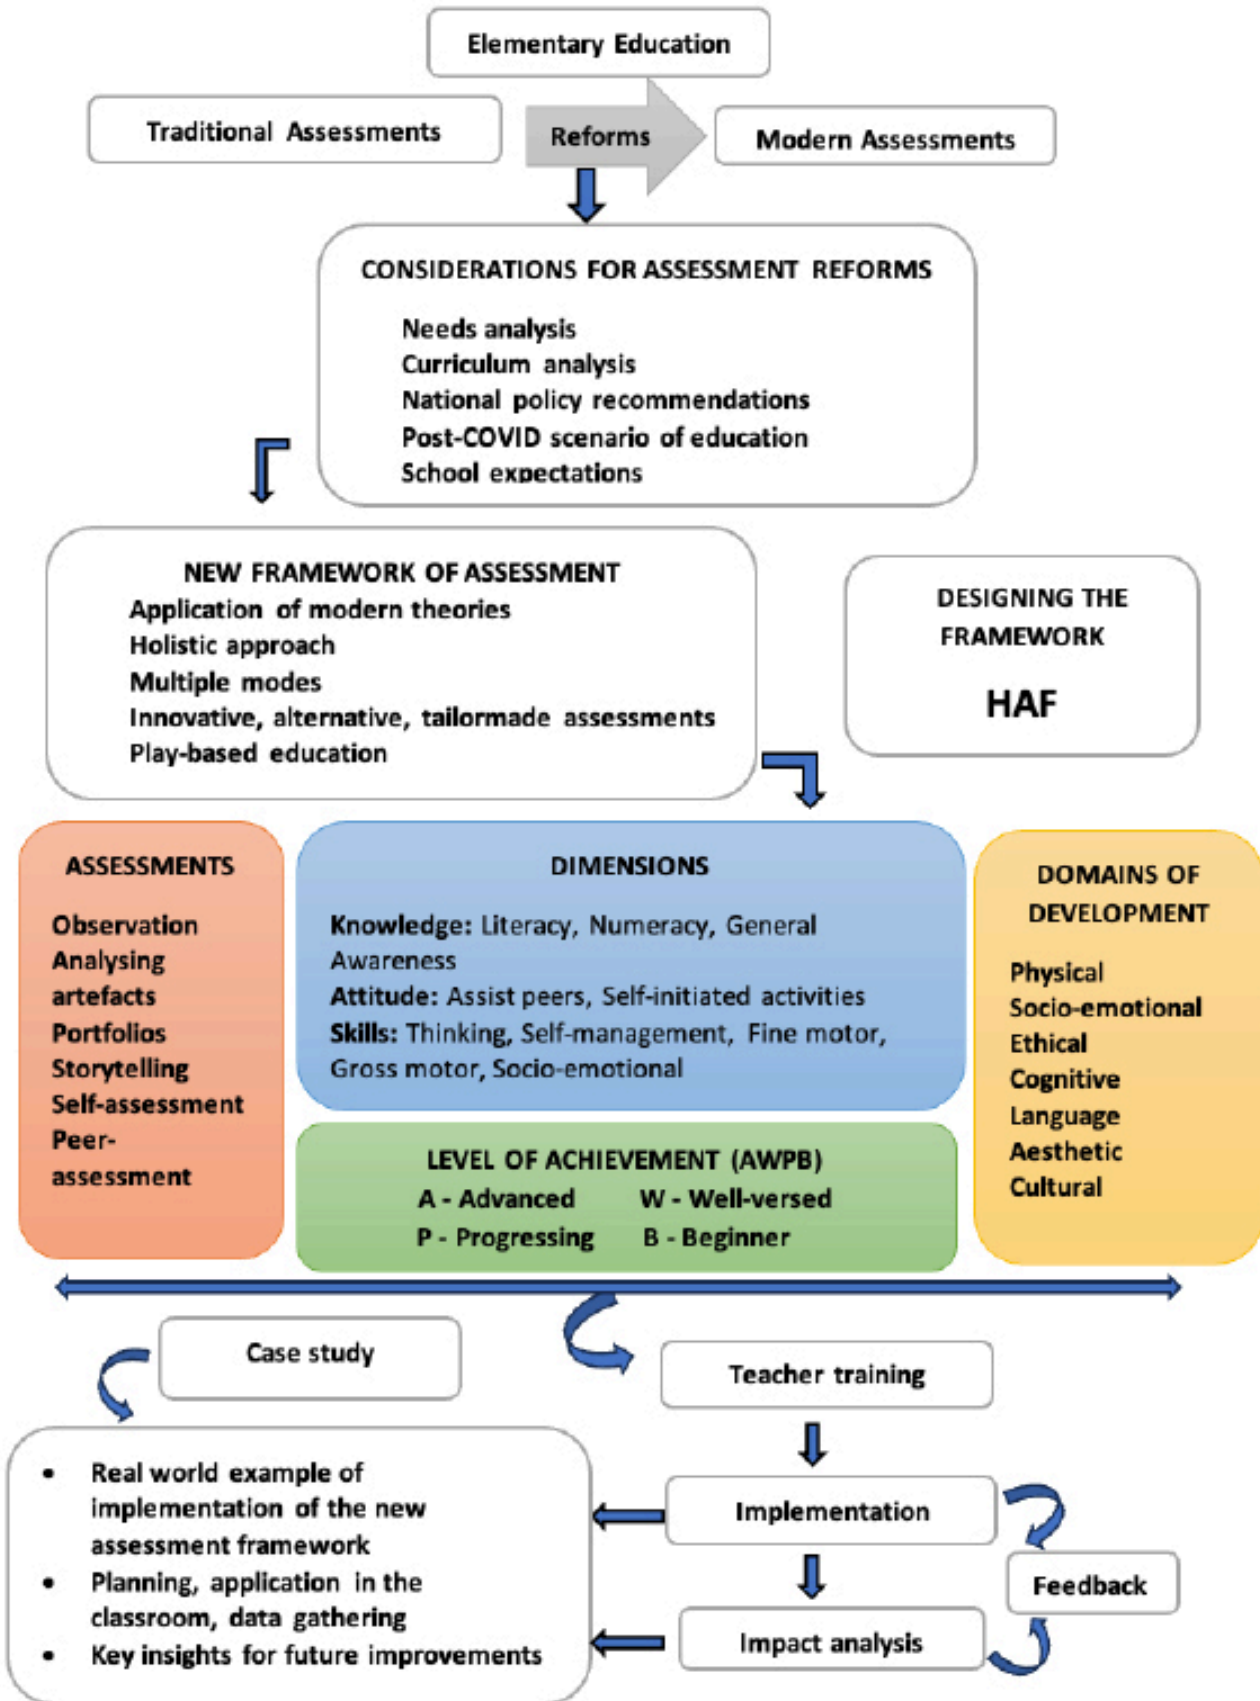 Elementary Education
Traditional Assessments
Reforms
Modern Assessments
CONSIDERATIONS FOR ASSESSMENT REFORMS
Needs analysis
Curriculum analysis
National policy recommendations
Post-COVID scenario of education
School expectations
NEW FRAMEWORK OF ASSESSMENT
Application of modern theories
Holistic approach
Multiple modes
Innovative, alternative, tailormade assessments
Play-based education
DESIGNING THE
FRAMEWORK
HAF
ASSESSMENTS
Observation
Analysing
artefacts
Portfolios
Storytelling
Self-assessment
Peer-
assessment
DIMENSIONS
Knowledge: Literacy, Numeracy, General
Awareness
Attitude: Assist peers, Self-initiated activities
Skills: Thinking, Self-management, Fine motor,
Gross motor, Socio-emotional
LEVEL OF ACHIEVEMENT (AWPB)
A - Advanced W - Well-versed
P - Progressing B - Beginner
DOMAINS OF
DEVELOPMENT
Physical
Socio-emotional
Ethical
Cognitive
Language
Aesthetic
Cultural
Case study
Teacher training
• Real world example of
implementation of the new
assessment framework
• Planning, application in the
classroom, data gathering
• Key insights for future improvements
Implementation
Feedback
Impact analysis